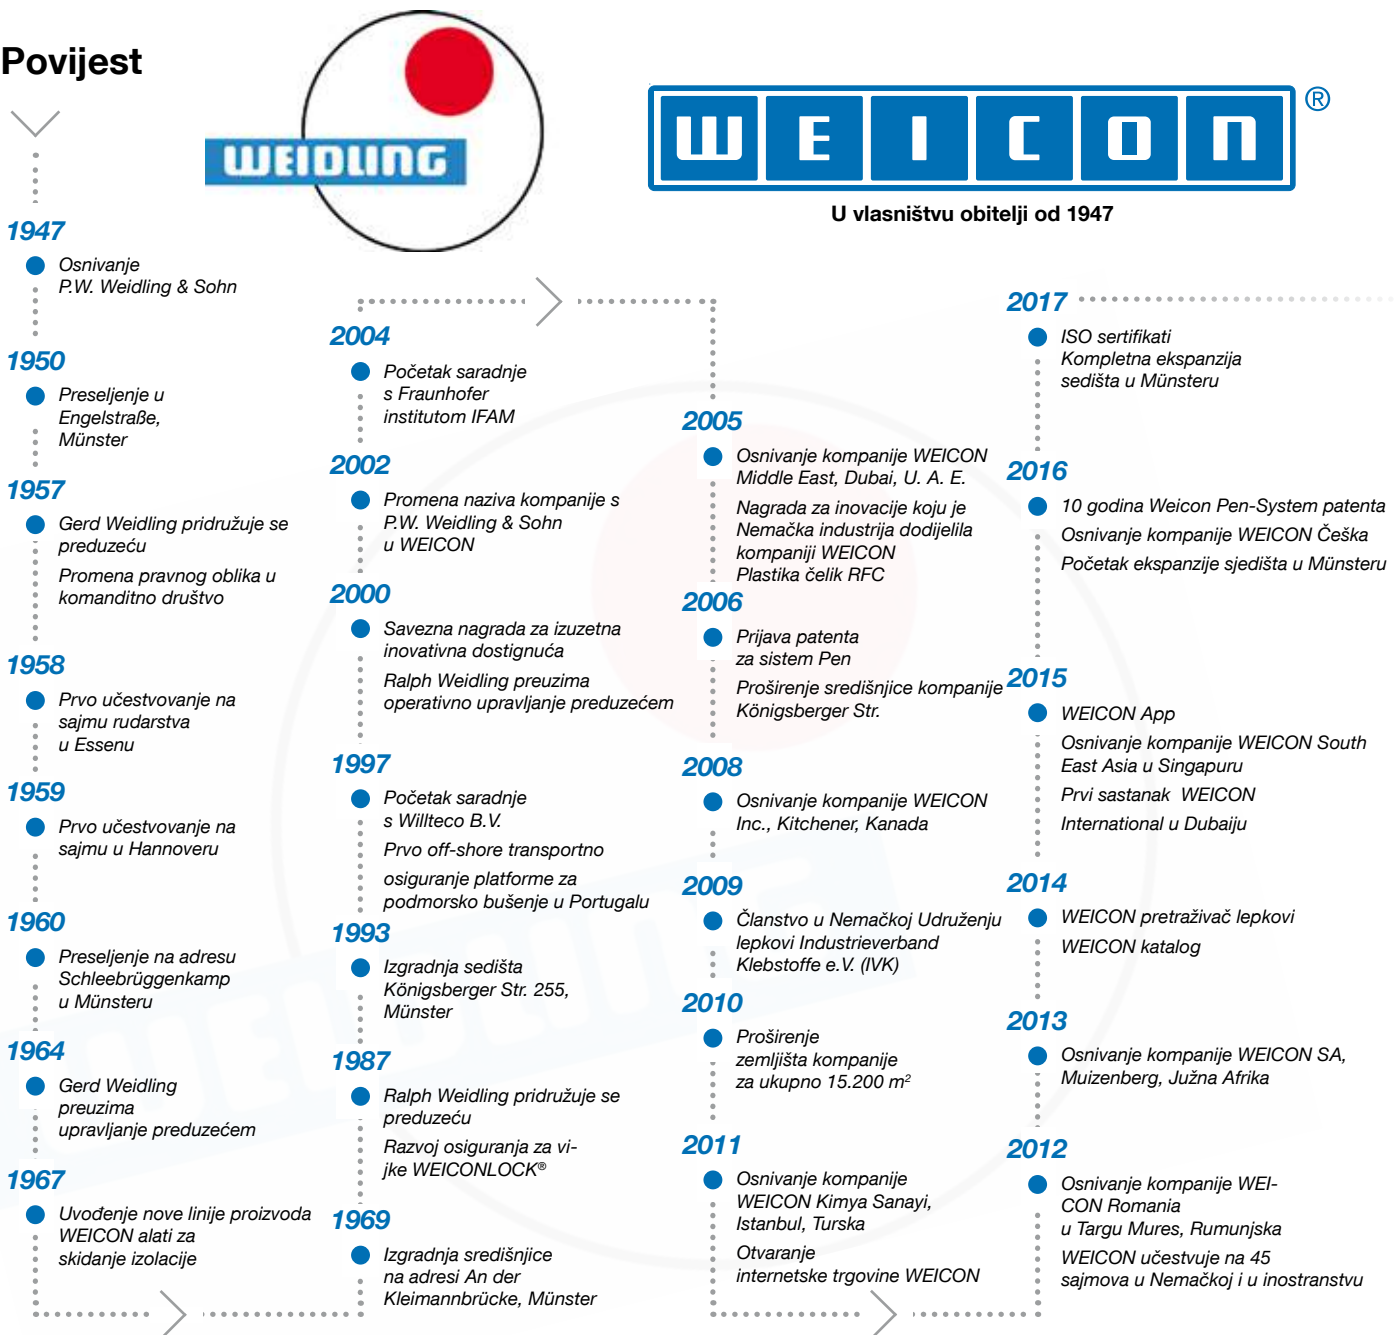 Povijest
WEIDLING
WEICON®
U vlasništvu obitelji od 1947
1947
Osnivanje
P.W. Weidling & Sohn
1950
Preseljenje u
Engelstraße,
Münster
1957
Gerd Weidling pridružuje se
preduzeću
Promena pravnog oblika u
komanditno društvo
1958
Prvo učestvovanje na
sajmu rudarstva
u Essenu
1959
Prvo učestvovanje na
sajmu u Hannoveru
1960
Preseljenje na adresu
Schleebrüggenkamp
u Münsteru
1964
Gerd Weidling
preuzima
upravljanje preduzećem
1967
Uvođenje nove linije proizvoda
WEICON alati za
skidanje izolacije
1969
Izgradnja središnjice
na adresi An der
Kleimannbrücke, Münster
1987
Ralph Weidling pridružuje se
preduzeću
Razvoj osiguranja za vi-
jke WEICONLOCK®
1993
Izgradnja sedišta
Königsberger Str. 255,
Münster
1997
Početak saradnje
s Willteco B.V.
Prvo off-shore transportno
osiguranje platforme za
podmorsko bušenje u Portugalu
2000
Savezna nagrada za izuzetna
inovativna dostignuća
Ralph Weidling preuzima
operativno upravljanje preduzećem
2002
Promena naziva kompanije s
P.W. Weidling & Sohn
u WEICON
2004
Početak saradnje
s Fraunhofer
institutom IFAM
2005
Osnivanje kompanije WEICON
Middle East, Dubai, U. A. E.
Nagrada za inovacije koju je
Nemačka industrija dodijelila
kompaniji WEICON
Plastika čelik RFC
2006
Prijava patenta
za sistem Pen
Proširenje središnjice kompanije
Königsberger Str.
2008
Osnivanje kompanije WEICON
Inc., Kitchener, Kanada
2009
Članstvo u Nemačkoj Udruženju
lepkovi Industrieverband
Klebstoffe e.V. (IVK)
2010
Proširenje
zemljišta kompanije
za ukupno 15.200 m²
2011
Osnivanje kompanije
WEICON Kimya Sanayi,
Istanbul, Turska
Otvaranje
internetske trgovine WEICON
2012
Osnivanje kompanije WEI-
CON Romania
u Targu Mures, Rumunjska
WEICON učestvuje na 45
sajmova u Nemačkoj i u inostranstvu
2013
Osnivanje kompanije WEICON SA,
Muizenberg, Južna Afrika
2014
WEICON pretraživač lepkovi
WEICON katalog
2015
WEICON App
Osnivanje kompanije WEICON South
East Asia u Singapuru
Prvi sastanak WEICON
International u Dubaiju
2016
10 godina Weicon Pen-System patenta
Osnivanje kompanije WEICON Češka
Početak ekspanzije sjedišta u Münsteru
2017
ISO sertifikati
Kompletna ekspanzija
sedišta u Münsteru